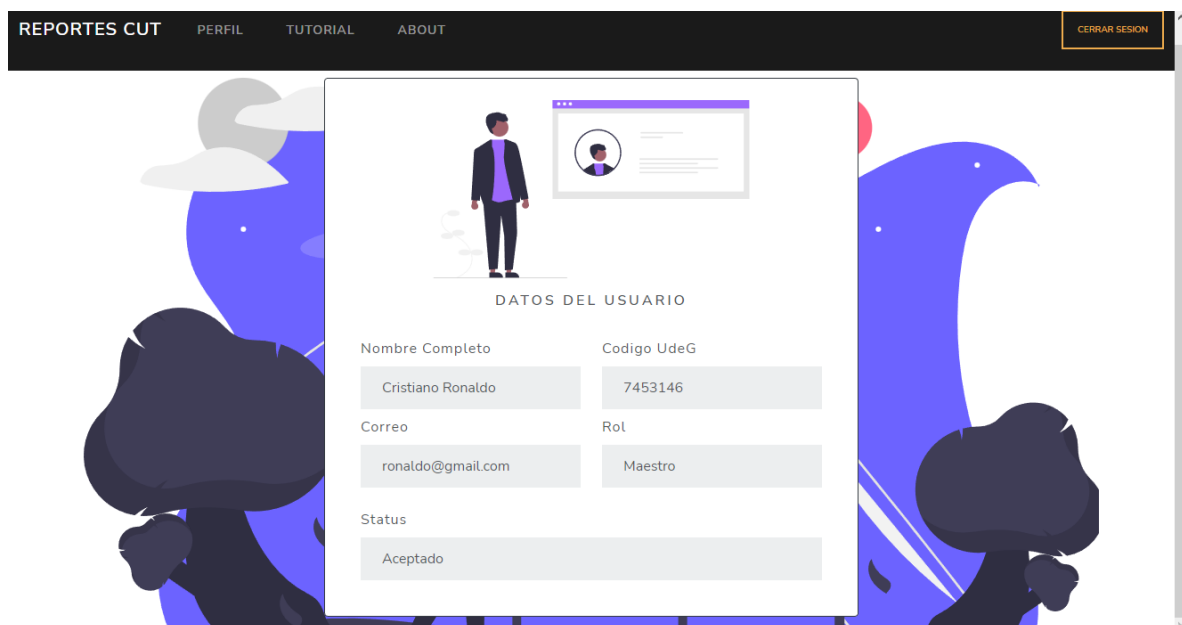 REPORTES CUT PERFIL TUTORIAL ABOUT CERRAR SESION
DATOS DEL USUARIO
Nombre Completo Codigo UdeG
Cristiano Ronaldo 7453146
Correo Rol
ronaldo@gmail.com Maestro
Status
Aceptado